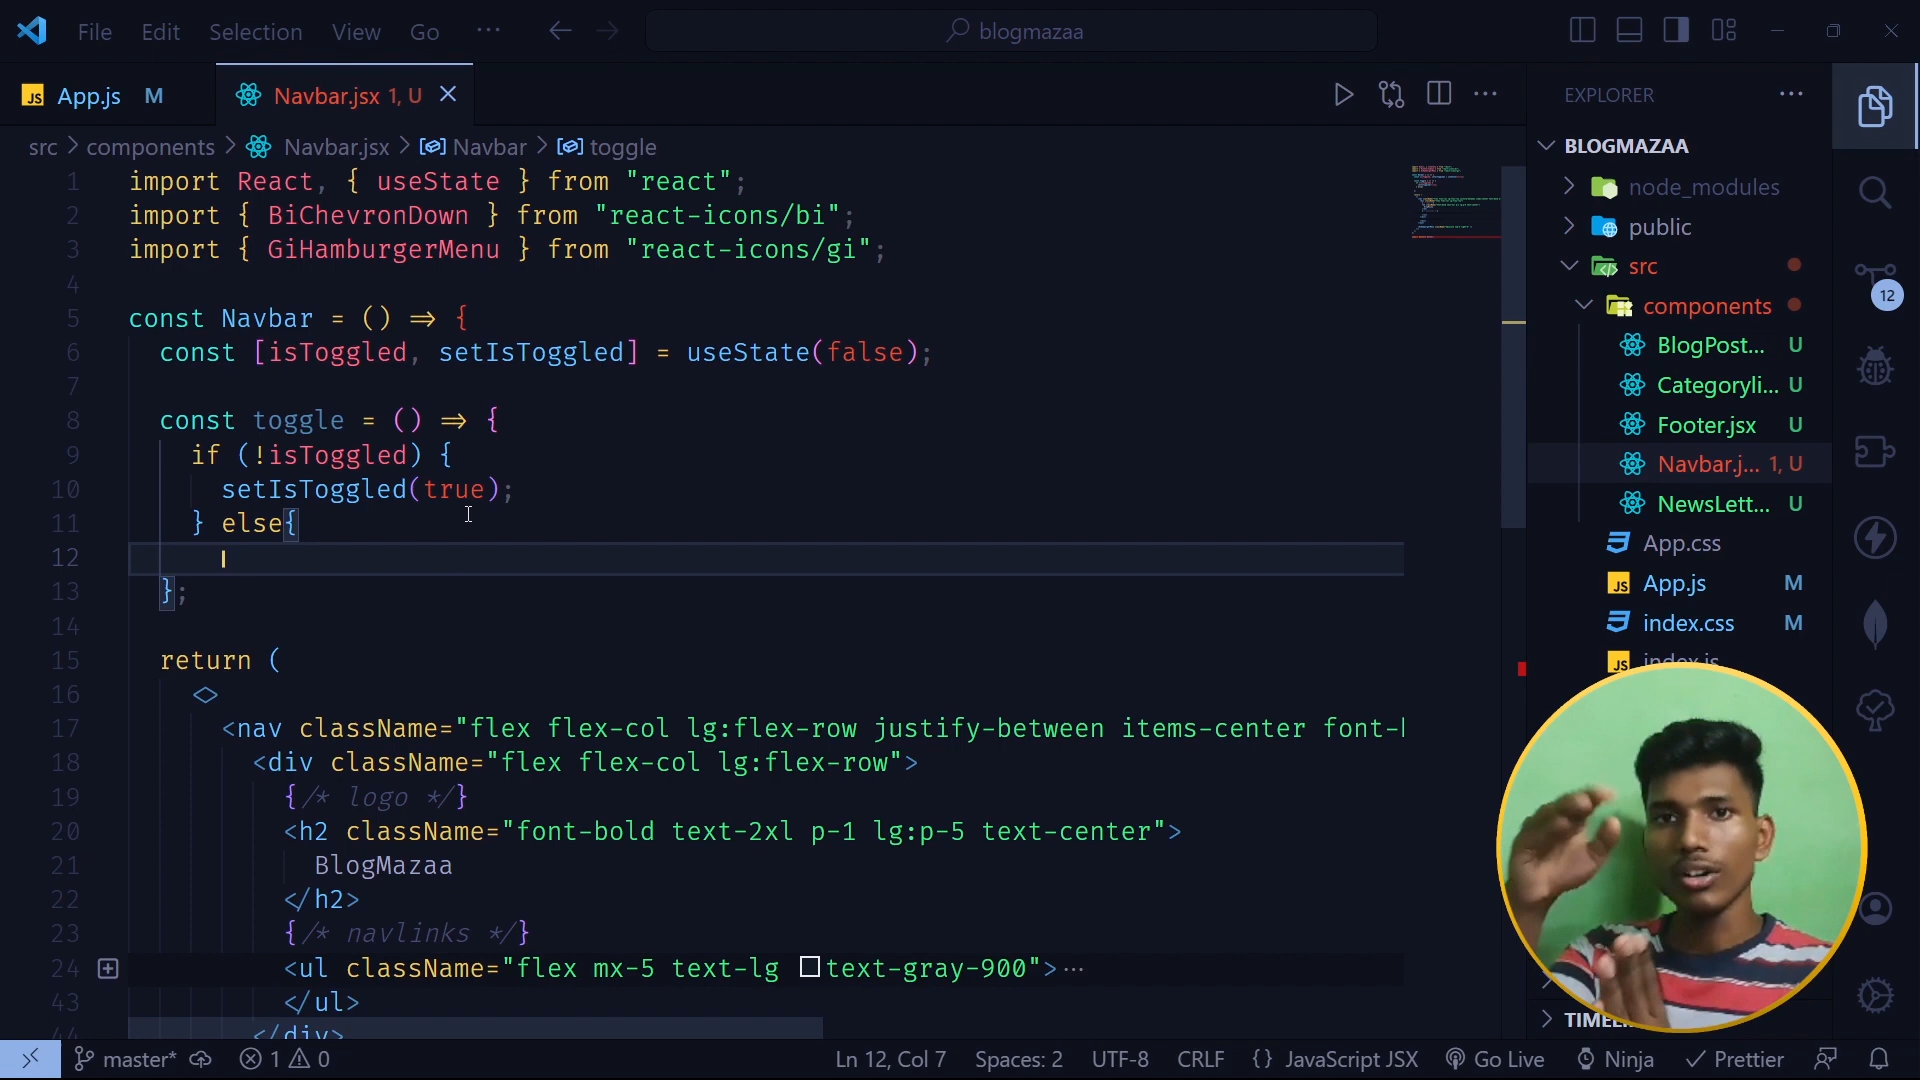 File Edit Selection View Go ··· blogmazaa
JS App.js M Navbar.jsx 1, U
src > components > Navbar.jsx > Navbar > toggle
1 import React, { useState } from "react";
2 import { BiChevronDown } from "react-icons/bi";
3 import { GiHamburgerMenu } from "react-icons/gi";
4
5 const Navbar = () => {
6 const [isToggled, setIsToggled] = useState(false);
7
8 const toggle = () => {
9 if (!isToggled) {
10 setIsToggled(true);
11 } else{
12
13 };
14
15 return (
16 <>
17 <nav className="flex flex-col lg:flex-row justify-between items-center font-
18 <div className="flex flex-col lg:flex-row">
19 {/* logo */}
20 <h2 className="font-bold text-2xl p-1 lg:p-5 text-center">
21 BlogMazaa
22 </h2>
23 {/* navlinks */}
24 <ul className="flex mx-5 text-lg text-gray-900">···
43 </ul>
44 </div>
EXPLORER ···
BLOGMAZAA
node_modules
public
src
components
BlogPost... U
Categoryli... U
Footer.jsx U
Navbar.j... 1, U
NewsLett... U
App.css
JS App.js M
index.css M
JS index.js
12
master* 1 0 Ln 12, Col 7 Spaces: 2 UTF-8 CRLF {} JavaScript JSX Go Live Ninja Prettier